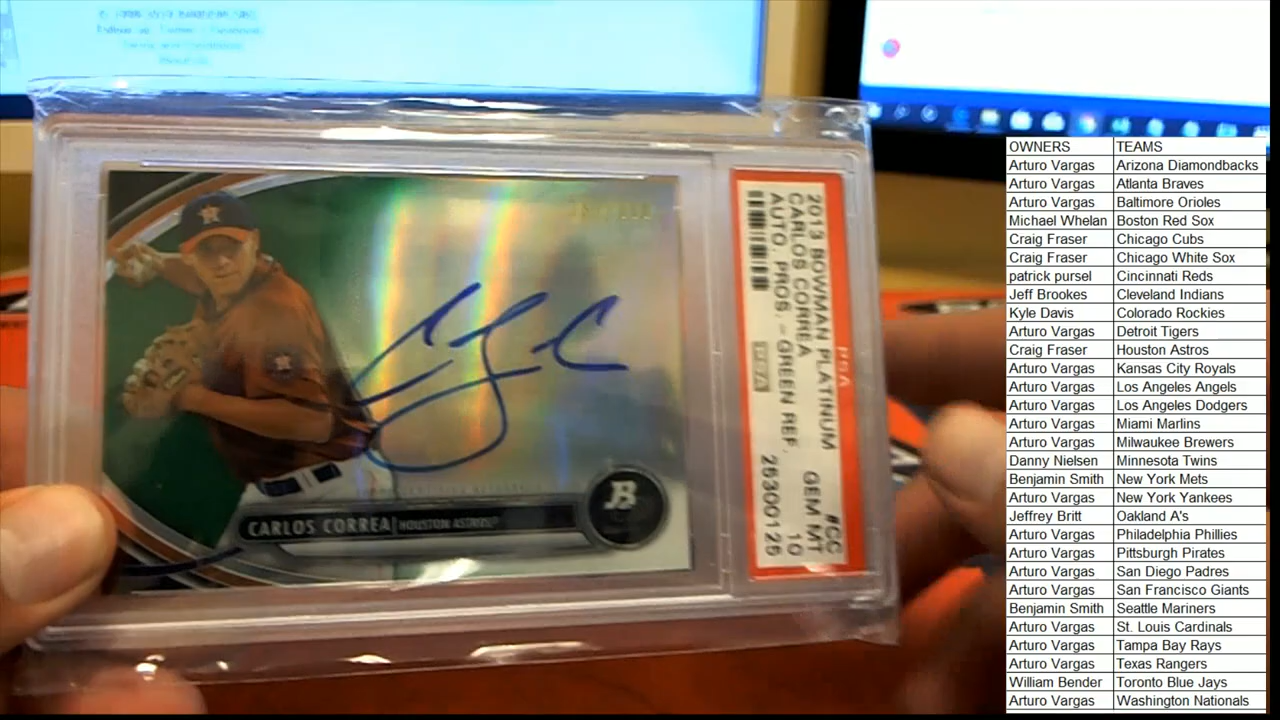 CARLOS CORREA | HOUSTON ASTROS
B
PSA
2013 BOWMAN PLATINUM #CC
CARLOS CORREA GEM MT
AUTO. PROS.-GREEN REF. 10
25300125
PSA
OWNERS TEAMS
Arturo Vargas Arizona Diamondbacks
Arturo Vargas Atlanta Braves
Arturo Vargas Baltimore Orioles
Michael Whelan Boston Red Sox
Craig Fraser Chicago Cubs
Craig Fraser Chicago White Sox
patrick pursel Cincinnati Reds
Jeff Brookes Cleveland Indians
Kyle Davis Colorado Rockies
Arturo Vargas Detroit Tigers
Craig Fraser Houston Astros
Arturo Vargas Kansas City Royals
Arturo Vargas Los Angeles Angels
Arturo Vargas Los Angeles Dodgers
Arturo Vargas Miami Marlins
Arturo Vargas Milwaukee Brewers
Danny Nielsen Minnesota Twins
Benjamin Smith New York Mets
Arturo Vargas New York Yankees
Jeffrey Britt Oakland A's
Arturo Vargas Philadelphia Phillies
Arturo Vargas Pittsburgh Pirates
Arturo Vargas San Diego Padres
Arturo Vargas San Francisco Giants
Benjamin Smith Seattle Mariners
Arturo Vargas St. Louis Cardinals
Arturo Vargas Tampa Bay Rays
Arturo Vargas Texas Rangers
William Bender Toronto Blue Jays
Arturo Vargas Washington Nationals